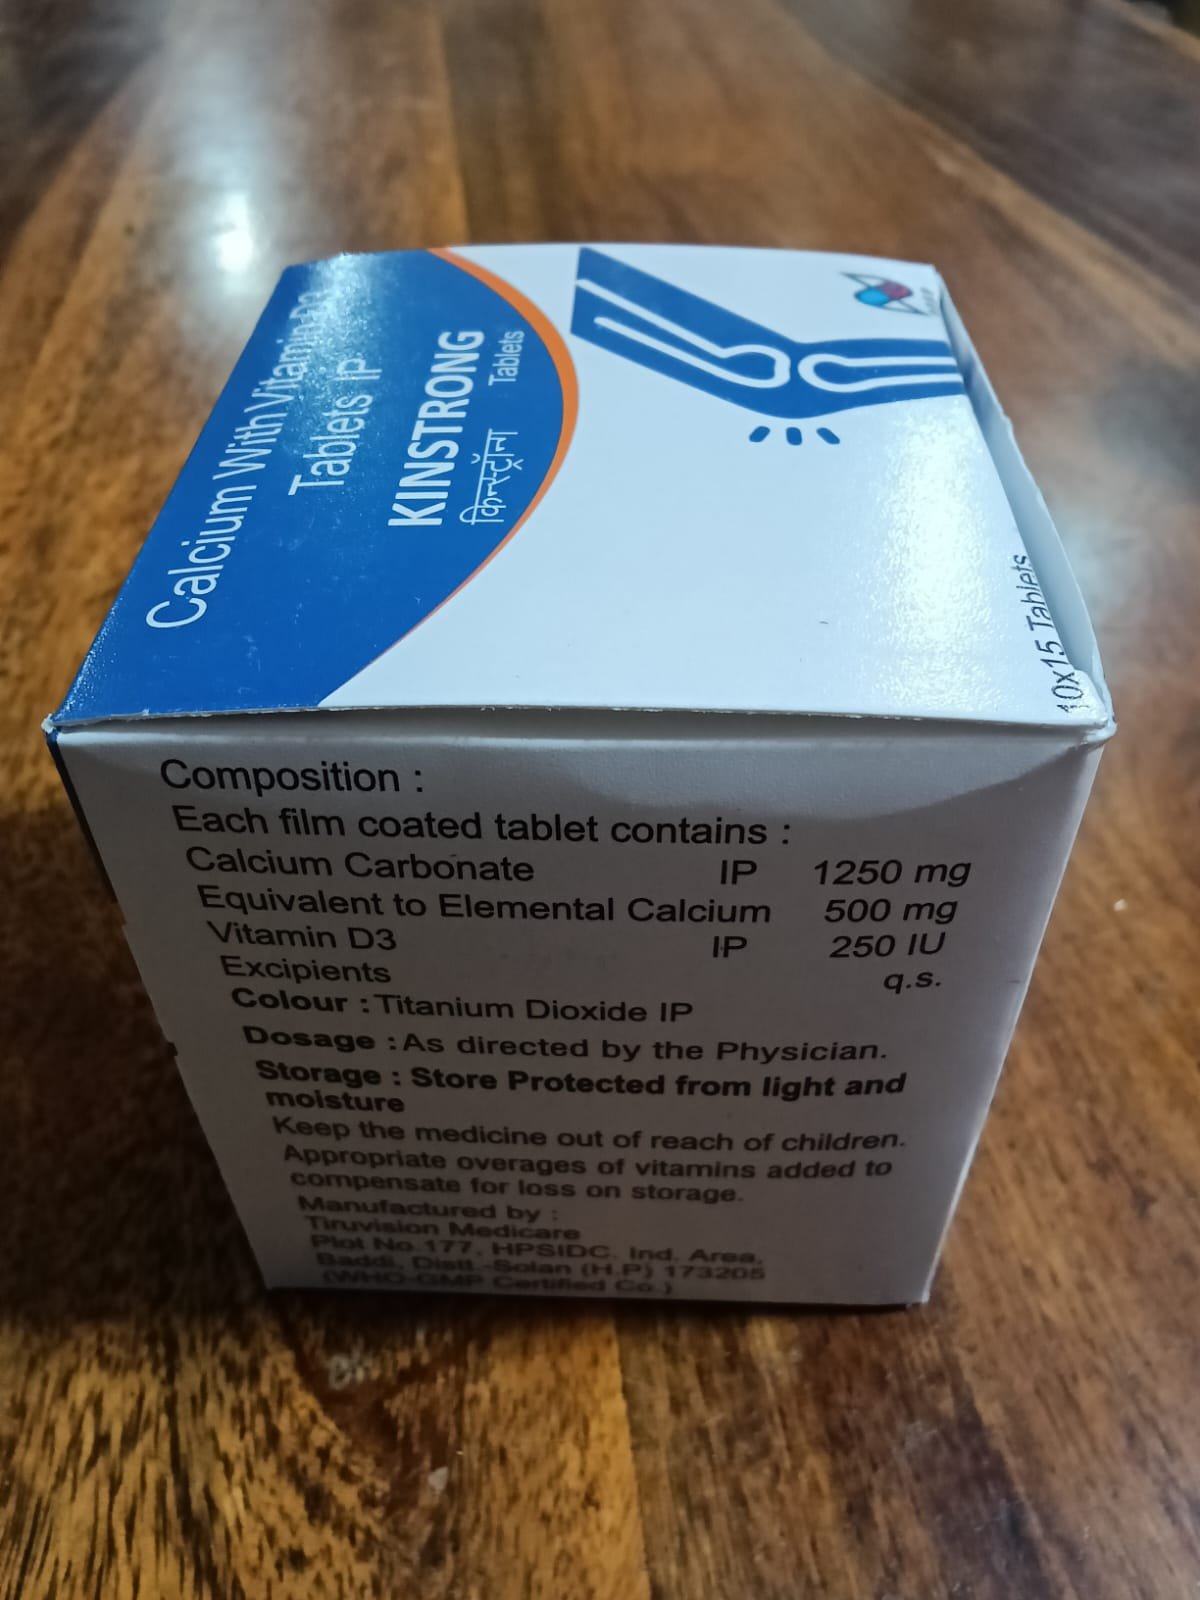 Calcium With Vitamin D3
Tablets IP
KINSTRONG
किन्स्ट्रॉना Tablets
10x15 Tablets
Composition :
Each film coated tablet contains :
Calcium Carbonate IP 1250 mg
Equivalent to Elemental Calcium 500 mg
Vitamin D3 IP 250 IU
Excipients q.s.
Colour : Titanium Dioxide IP
Dosage : As directed by the Physician.
Storage : Store Protected from light and
moisture
Keep the medicine out of reach of children.
Appropriate overages of vitamins added to
compensate for loss on storage.
Manufactured by :
Tiruvision Medicare
Plot No.177, HPSIDC. Ind. Area,
Baddi, Distt.-Solan (H.P) 173205
(WHO-GMP Certified Co.)